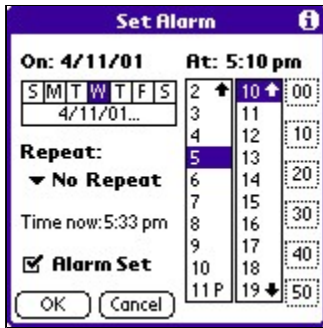 Set Alarm
On: 4/11/01
S M T W T F S
4/11/01...
Repeat:
No Repeat
Time now: 5:33 pm
Alarm Set
OK
Cancel
At: 5:10 pm
2 10 00
3 11
4 12 10
5 13
6 14 20
7 15
8 16 30
9 17
10 18 40
11 P 19 50